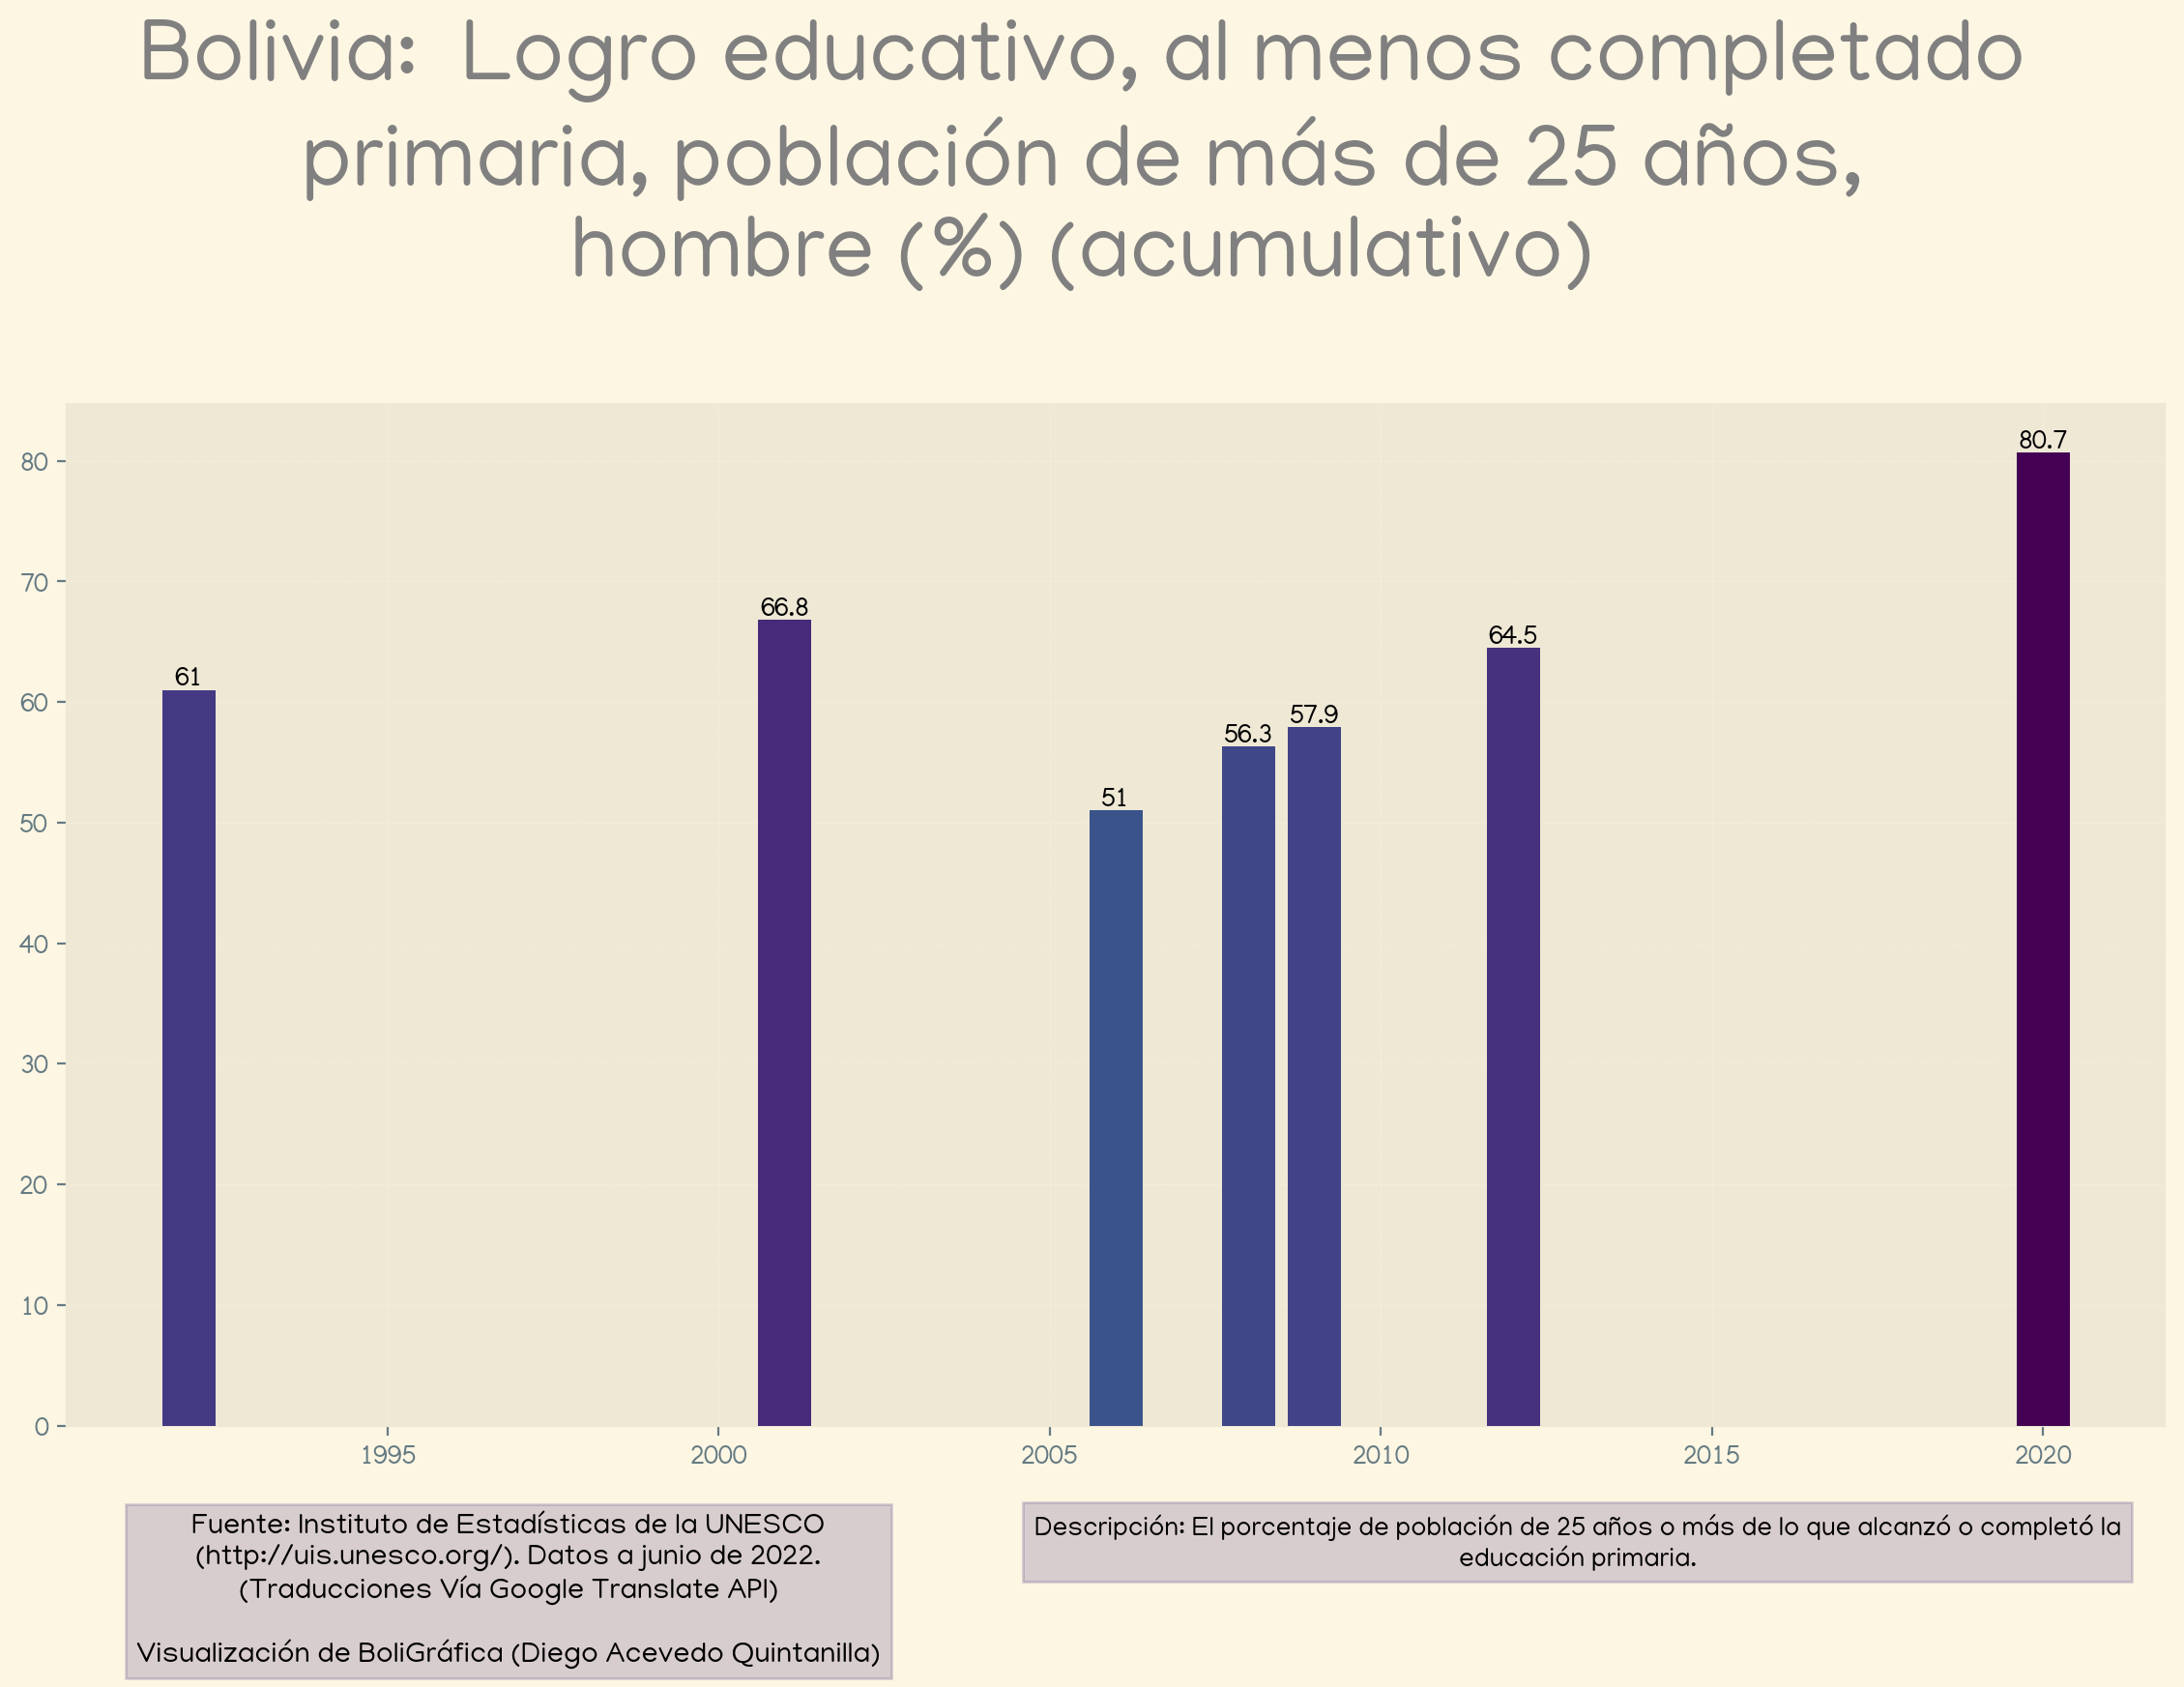 Bolivia: Logro educativo, al menos completado
primaria, población de más de 25 años,
hombre (%) (acumulativo)
80.7
80
70
66.8
64.5
61
60
57.9
56.3
51
50
40
30
20
10
0
1995
2000
2005
2010
2015
2020
Fuente: Instituto de Estadísticas de la UNESCO
(http://uis.unesco.org/). Datos a junio de 2022.
(Traducciones Vía Google Translate API)
Visualización de BoliGráfica (Diego Acevedo Quintanilla)
Descripción: El porcentaje de población de 25 años o más de lo que alcanzó o completó la
educación primaria.